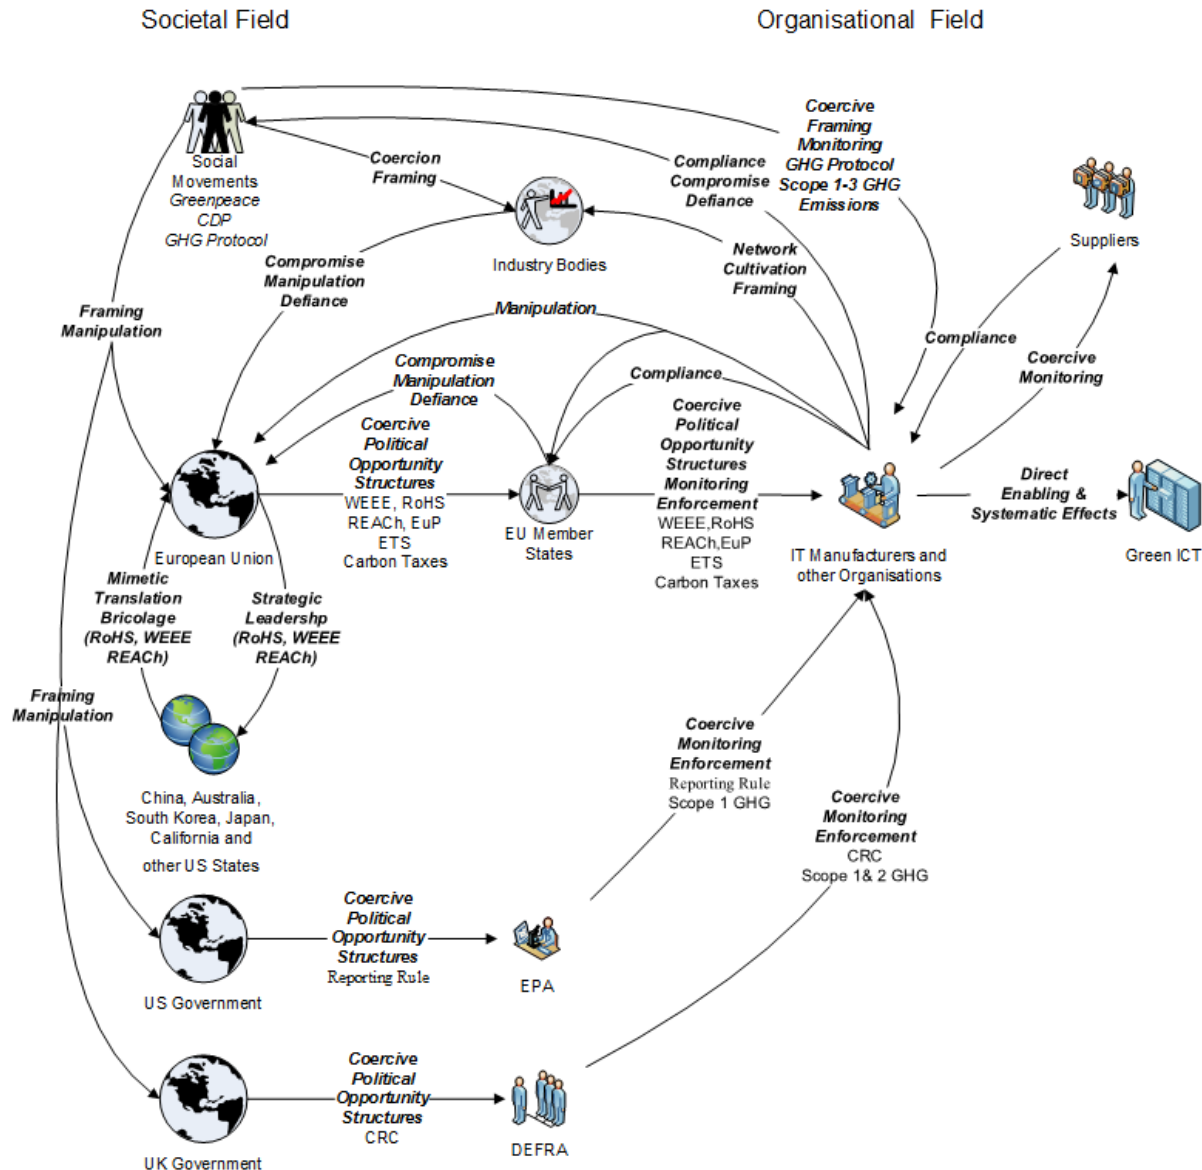 Societal Field
Organisational Field
Social
Movements
Greenpeace
CDP
GHG Protocol
Coercion
Framing
Industry Bodies
Compliance
Compromise
Defiance
Coercive
Framing
Monitoring
GHG Protocol
Scope 1-3 GHG
Emissions
Suppliers
Network
Cultivation
Framing
Compromise
Manipulation
Defiance
Framing
Manipulation
Manipulation
Compliance
Coercive
Monitoring
Compromise
Manipulation
Defiance
Compliance
Coercive
Political
Opportunity
Structures
WEEE, RoHS
REACh, EuP
ETS
Carbon Taxes
Coercive
Political
Opportunity
Structures
Monitoring
Enforcement
WEEE,RoHS
REACh,EuP
ETS
Carbon Taxes
European Union
EU Member
States
IT Manufacturers and
other Organisations
Direct
Enabling &
Systematic Effects
Green ICT
Mimetic
Translation
Bricolage
(RoHS, WEEE
REACh)
Strategic
Leadershp
(RoHS, WEEE
REACh)
Framing
Manipulation
China, Australia,
South Korea, Japan,
California and
other US States
Coercive
Monitoring
Enforcement
Reporting Rule
Scope 1 GHG
Coercive
Monitoring
Enforcement
CRC
Scope 1& 2 GHG
US Government
Coercive
Political
Opportunity
Structures
Reporting Rule
EPA
UK Government
Coercive
Political
Opportunity
Structures
CRC
DEFRA